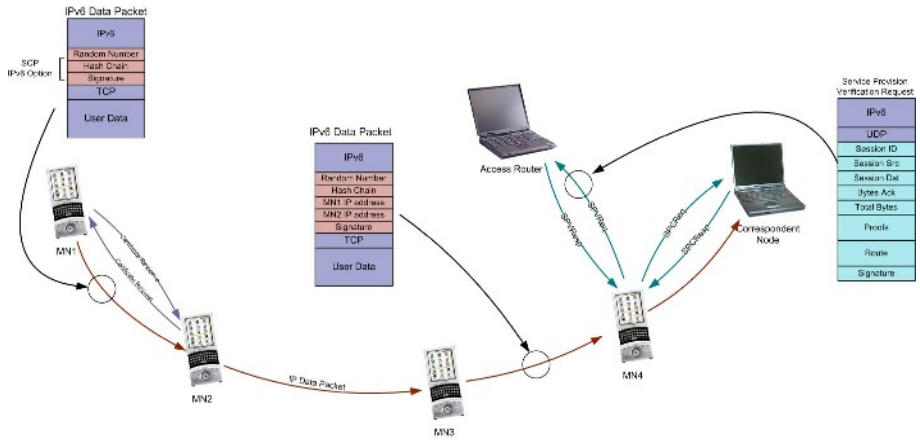 IPv6 Data Packet
IPv6
Random Number
Hash Chain
Signature
TCP
User Data
SCP
IPv6 Option
MN1
Certificate Response
Certificate Request
MN2
IP Data Packet
IPv6 Data Packet
IPv6
Random Number
Hash Chain
MN1 IP address
MN2 IP address
Signature
TCP
User Data
MN3
Access Router
SPVResp
SPVReq
SPCReq
SPCResp
MN4
Correspondent
Node
Service Provision
Verification Request
IPv6
UDP
Session ID
Session Src
Session Dst
Bytes Ack
Total Bytes
Proofs
Route
Signature